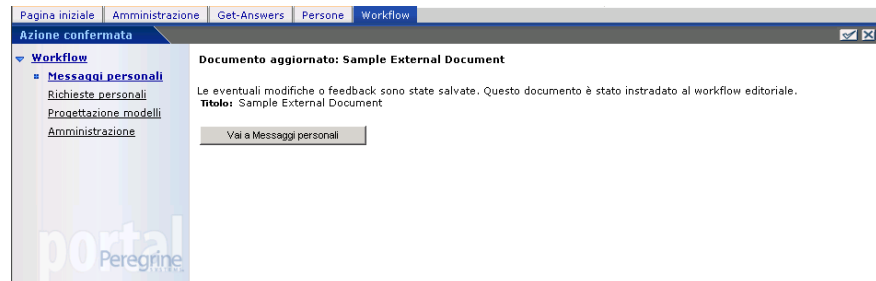 Pagina iniziale Amministrazione Get-Answers Persone Workflow
Azione confermata
Workflow
Messaggi personali
Richieste personali
Progettazione modelli
Amministrazione
Documento aggiornato: Sample External Document
Le eventuali modifiche o feedback sono state salvate. Questo documento è stato instradato al workflow editoriale.
Titolo: Sample External Document
Vai a Messaggi personali
portal
Peregrine